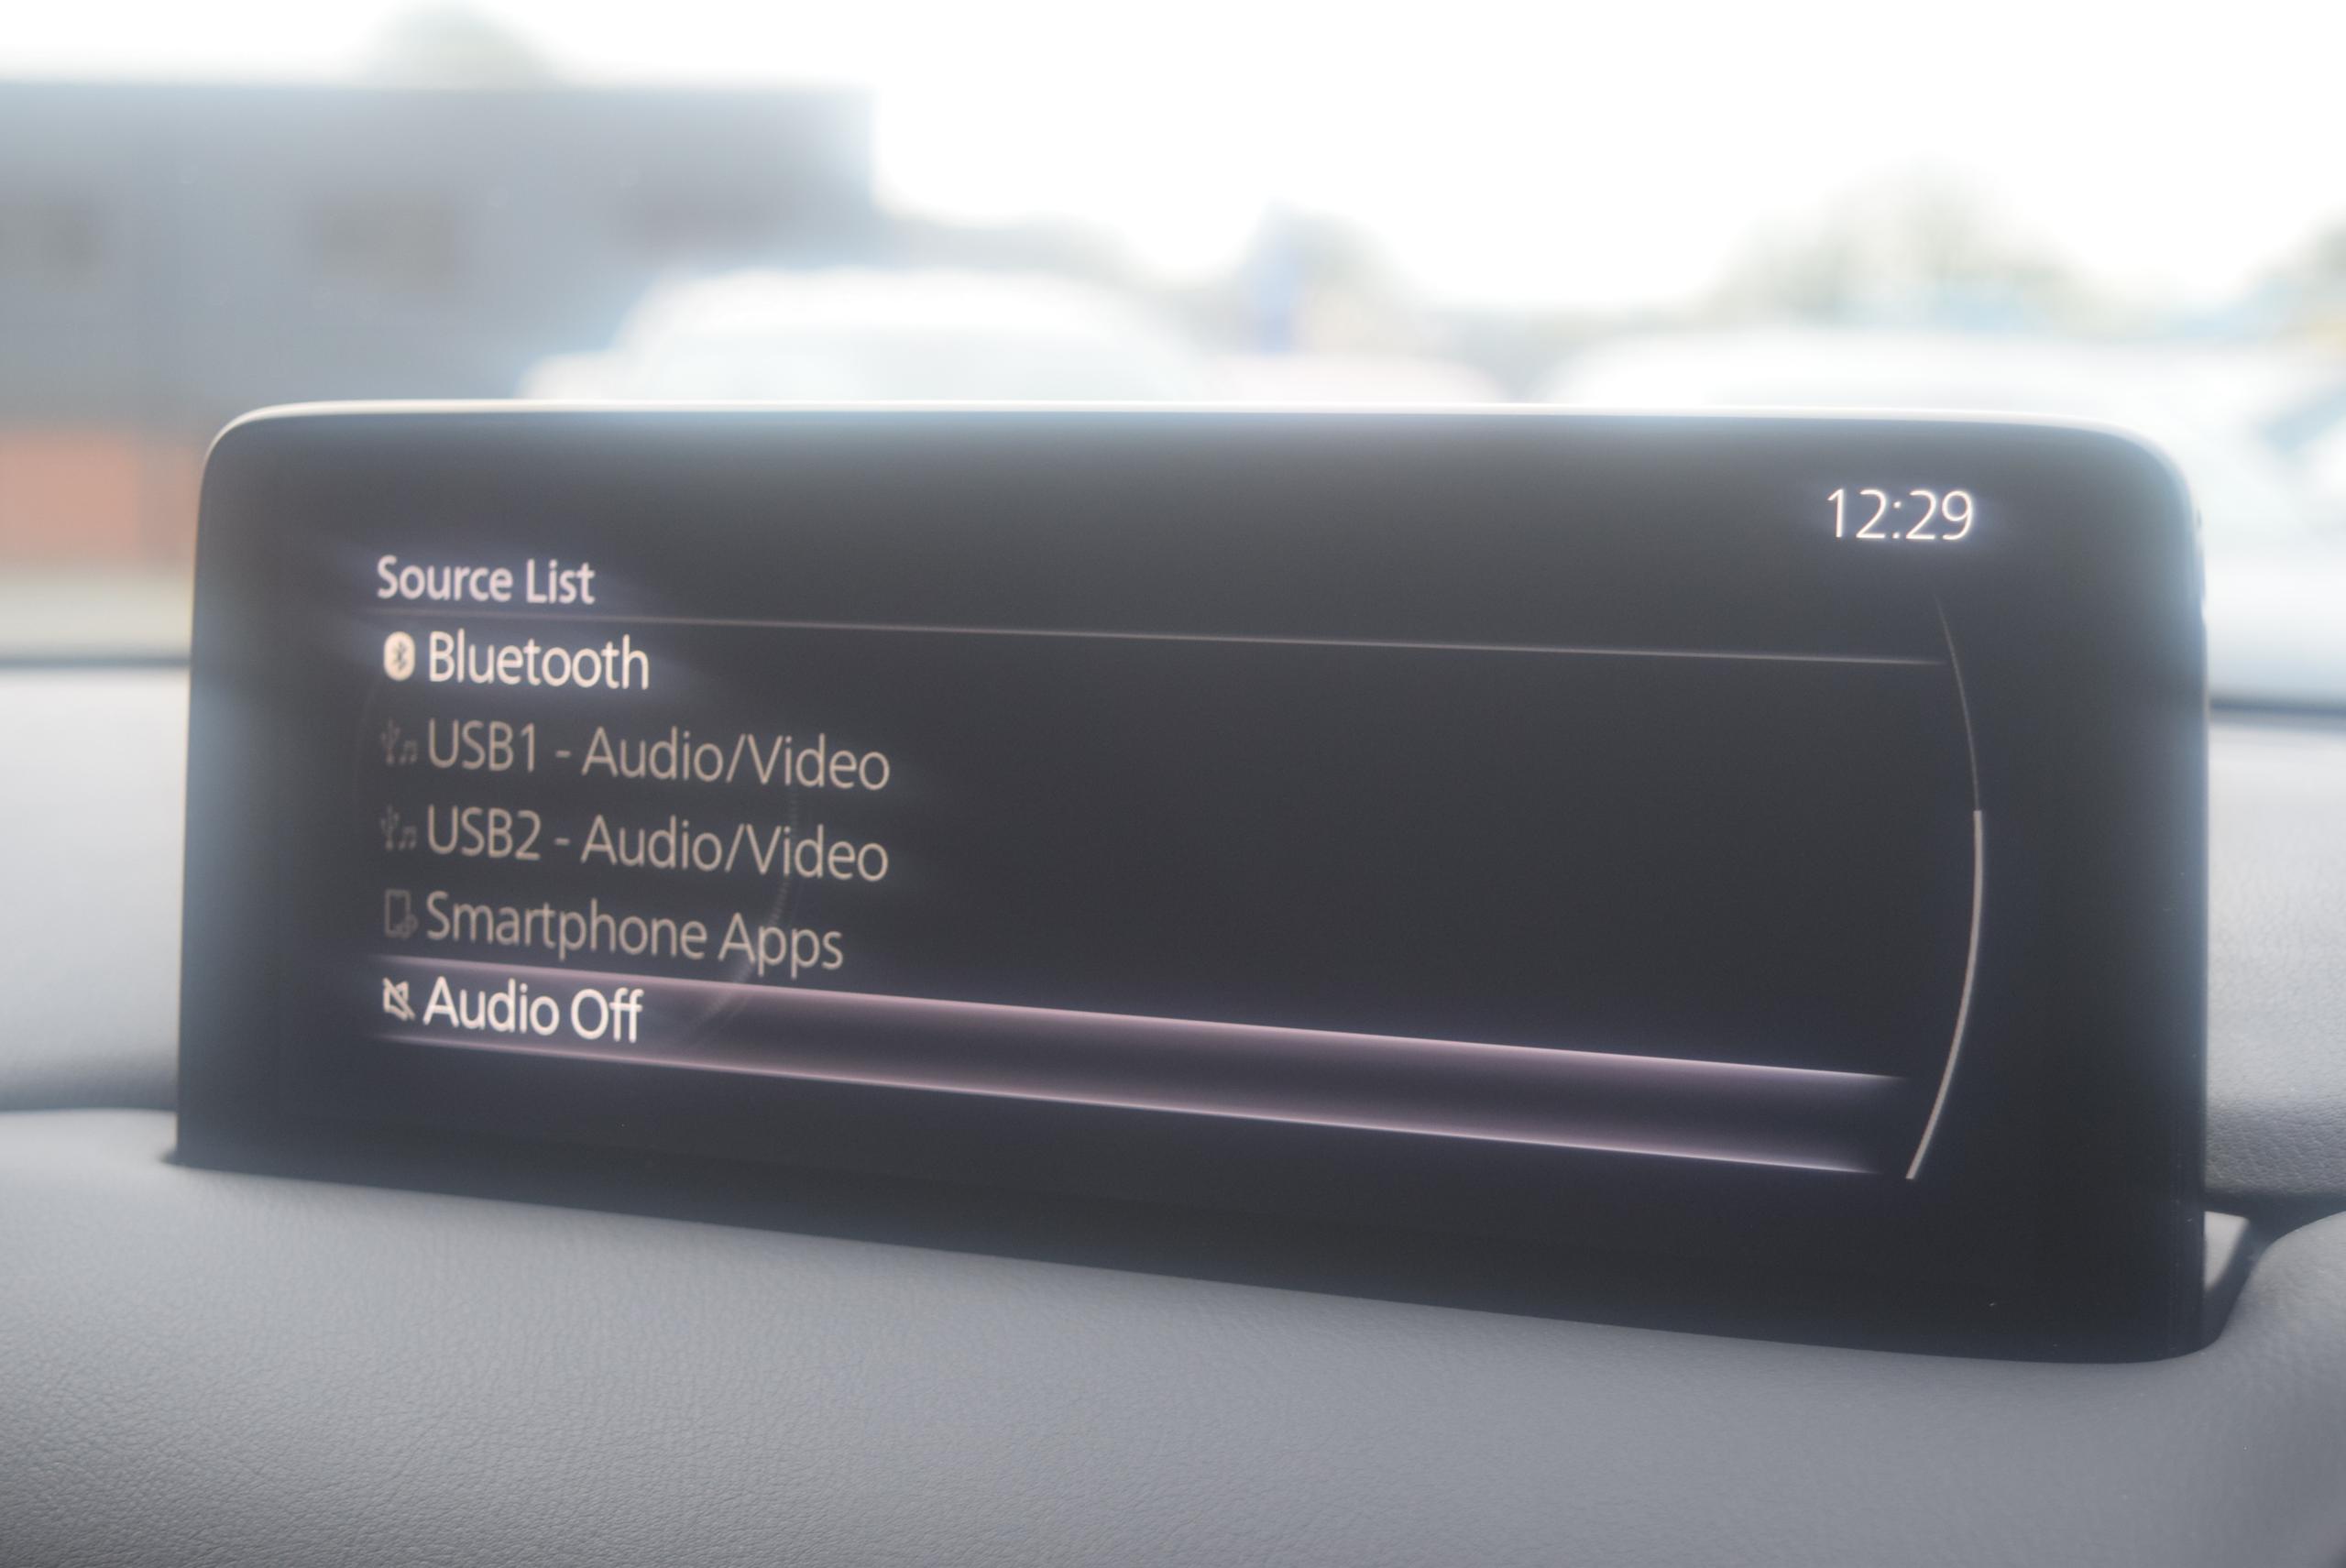 12:29
Source List
Bluetooth
USB1 - Audio/Video
USB2 - Audio/Video
Smartphone Apps
Audio Off